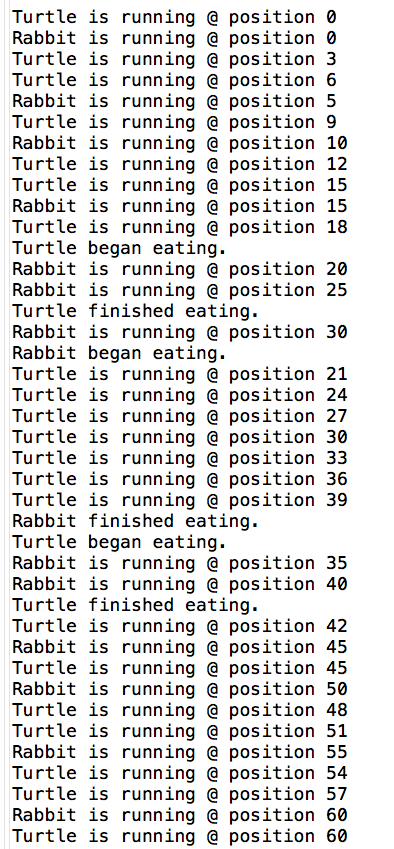 Turtle is running @ position 0
Rabbit is running @ position 0
Turtle is running @ position 3
Turtle is running @ position 6
Rabbit is running @ position 5
Turtle is running @ position 9
Rabbit is running @ position 10
Turtle is running @ position 12
Turtle is running @ position 15
Rabbit is running @ position 15
Turtle is running @ position 18
Turtle began eating.
Rabbit is running @ position 20
Rabbit is running @ position 25
Turtle finished eating.
Rabbit is running @ position 30
Rabbit began eating.
Turtle is running @ position 21
Turtle is running @ position 24
Turtle is running @ position 27
Turtle is running @ position 30
Turtle is running @ position 33
Turtle is running @ position 36
Turtle is running @ position 39
Rabbit finished eating.
Turtle began eating.
Rabbit is running @ position 35
Rabbit is running @ position 40
Turtle finished eating.
Turtle is running @ position 42
Rabbit is running @ position 45
Turtle is running @ position 45
Rabbit is running @ position 50
Turtle is running @ position 48
Turtle is running @ position 51
Rabbit is running @ position 55
Turtle is running @ position 54
Turtle is running @ position 57
Rabbit is running @ position 60
Turtle is running @ position 60